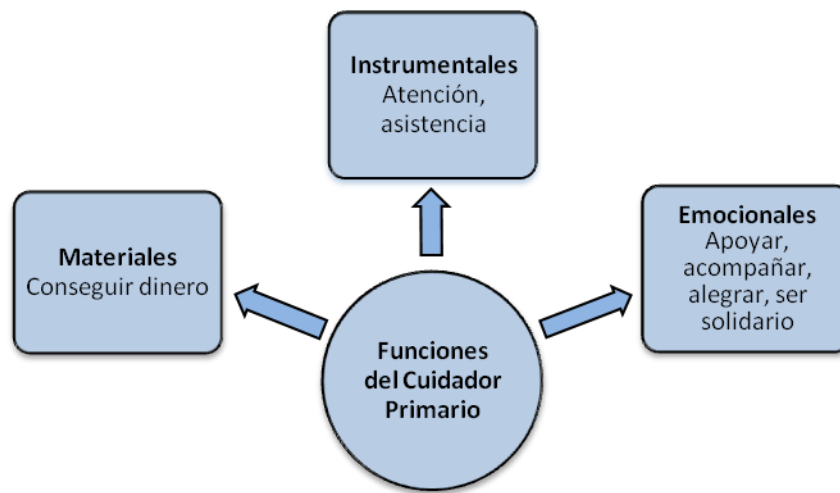 Instrumentales
Atención,
asistencia
Materiales
Conseguir dinero
Emocionales
Apoyar,
acompañar,
alegrar, ser
solidario
Funciones
del Cuidador
Primario